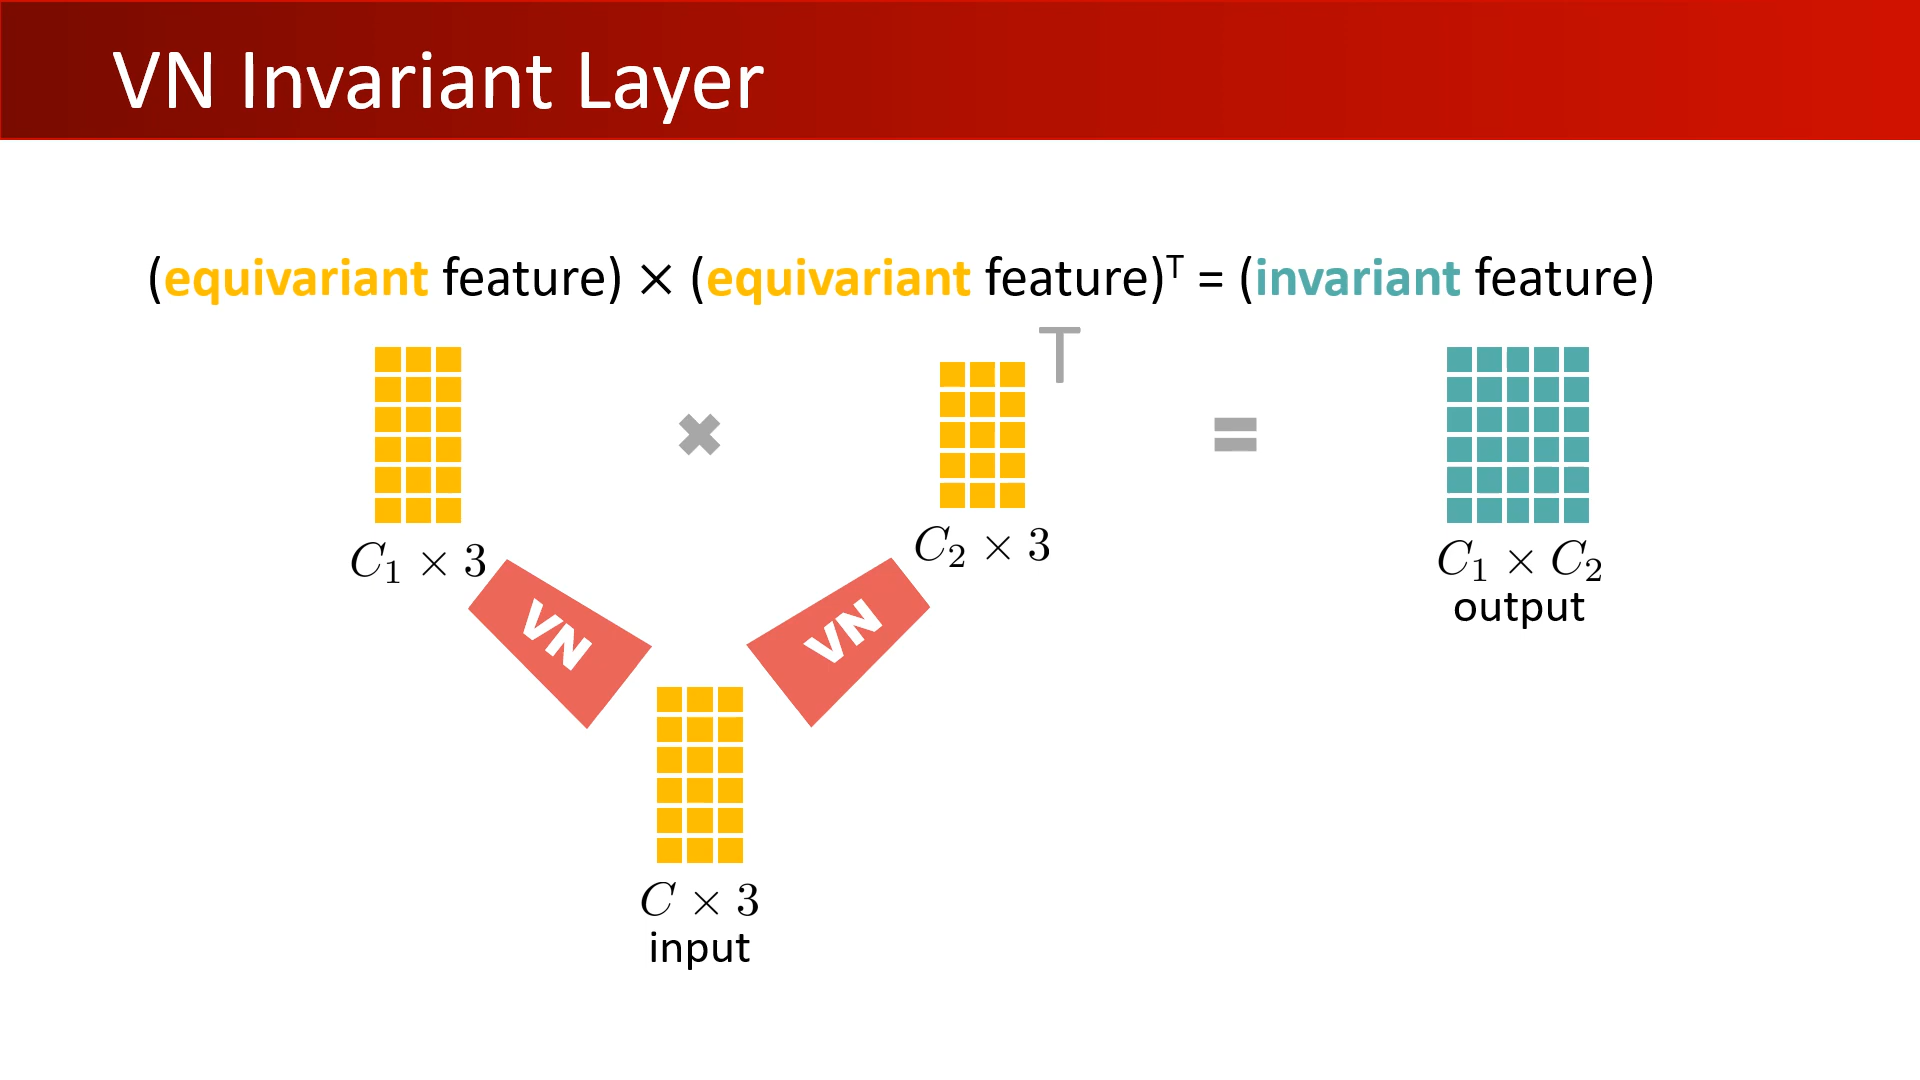 VN Invariant Layer
(equivariant feature) × (equivariant feature)ᵀ = (invariant feature)
T
×
=
C₁ × 3
C₂ × 3
C₁ × C₂
output
VN
VN
C × 3
input